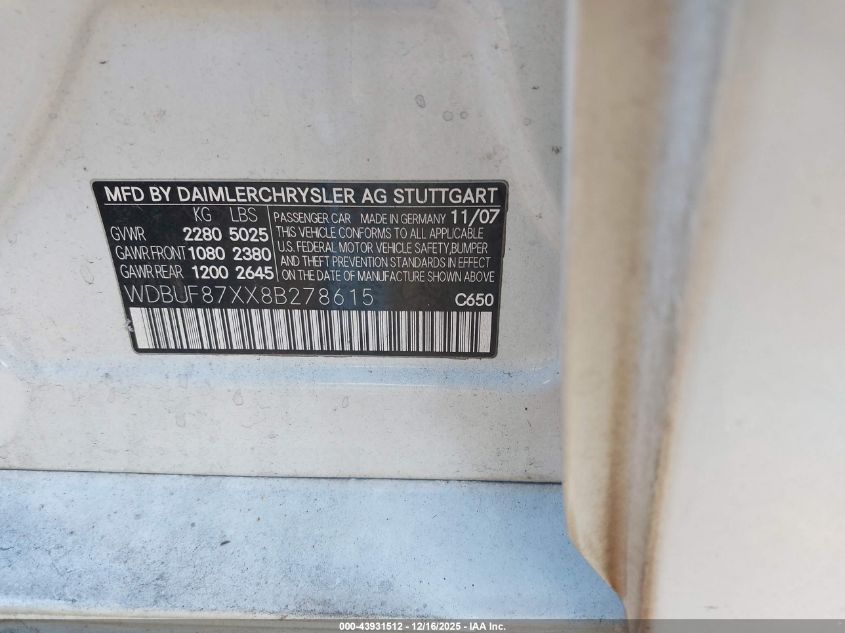 MFD BY DAIMLERCHRYSLER AG STUTTGART
KG LBS
GVWR 2280 5025
GAWR FRONT 1080 2380
GAWR REAR 1200 2645
PASSENGER CAR MADE IN GERMANY 11/07
THIS VEHICLE CONFORMS TO ALL APPLICABLE
U.S. FEDERAL MOTOR VEHICLE SAFETY, BUMPER
AND THEFT PREVENTION STANDARDS IN EFFECT
ON THE DATE OF MANUFACTURE SHOWN ABOVE
WDBUF87XX8B278615 C650
000-43931512 - 12/16/2025 - IAA Inc.